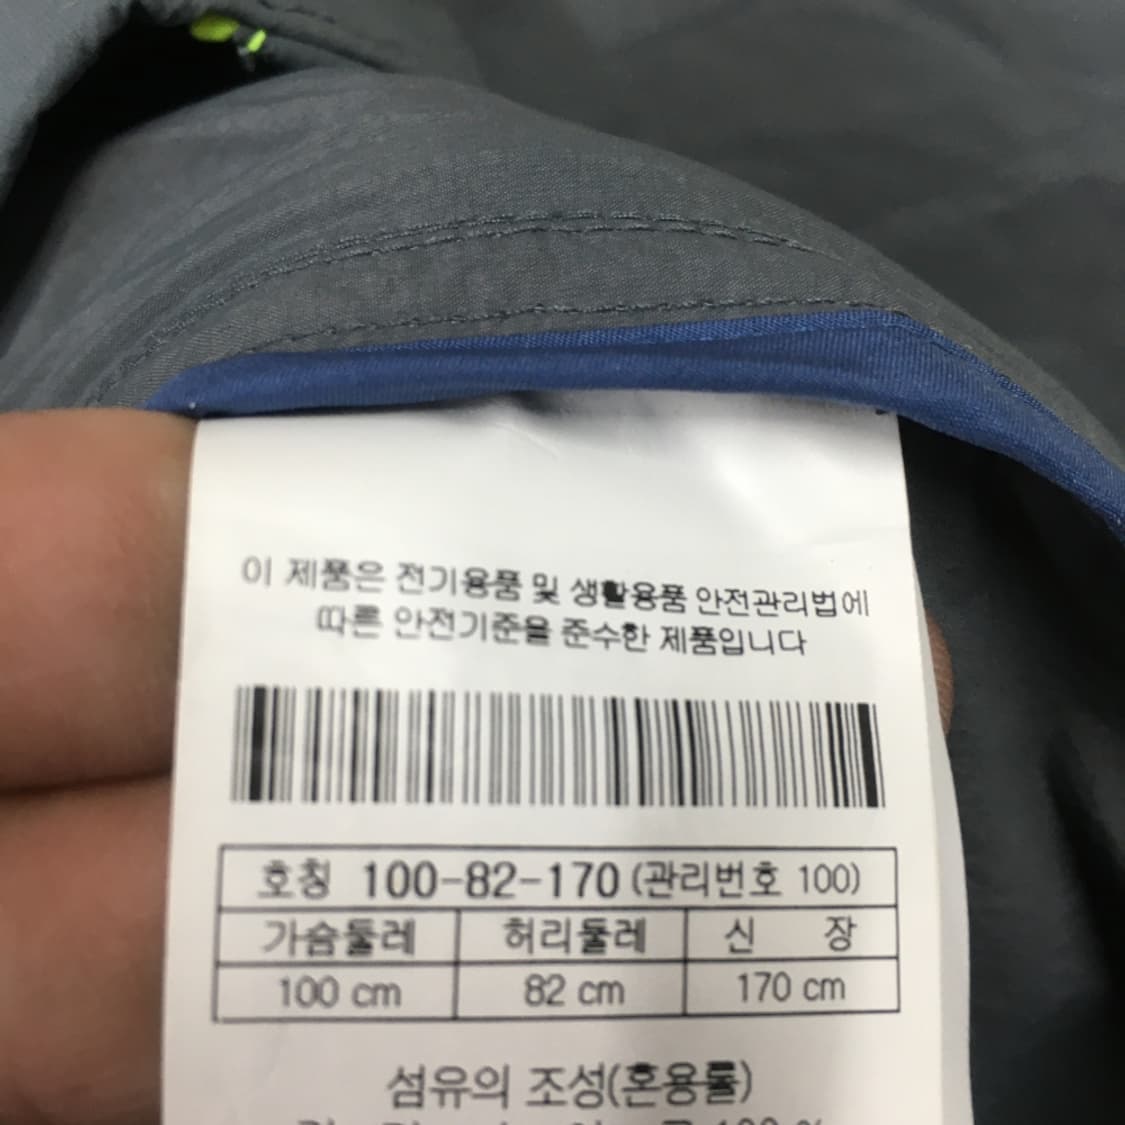 이 제품은 전기용품 및 생활용품 안전관리법에
따른 안전기준을 준수한 제품입니다
호칭 100-82-170 (관리번호 100)
가슴둘레 허리둘레 신 장
100 cm 82 cm 170 cm
섬유의 조성(혼용률)